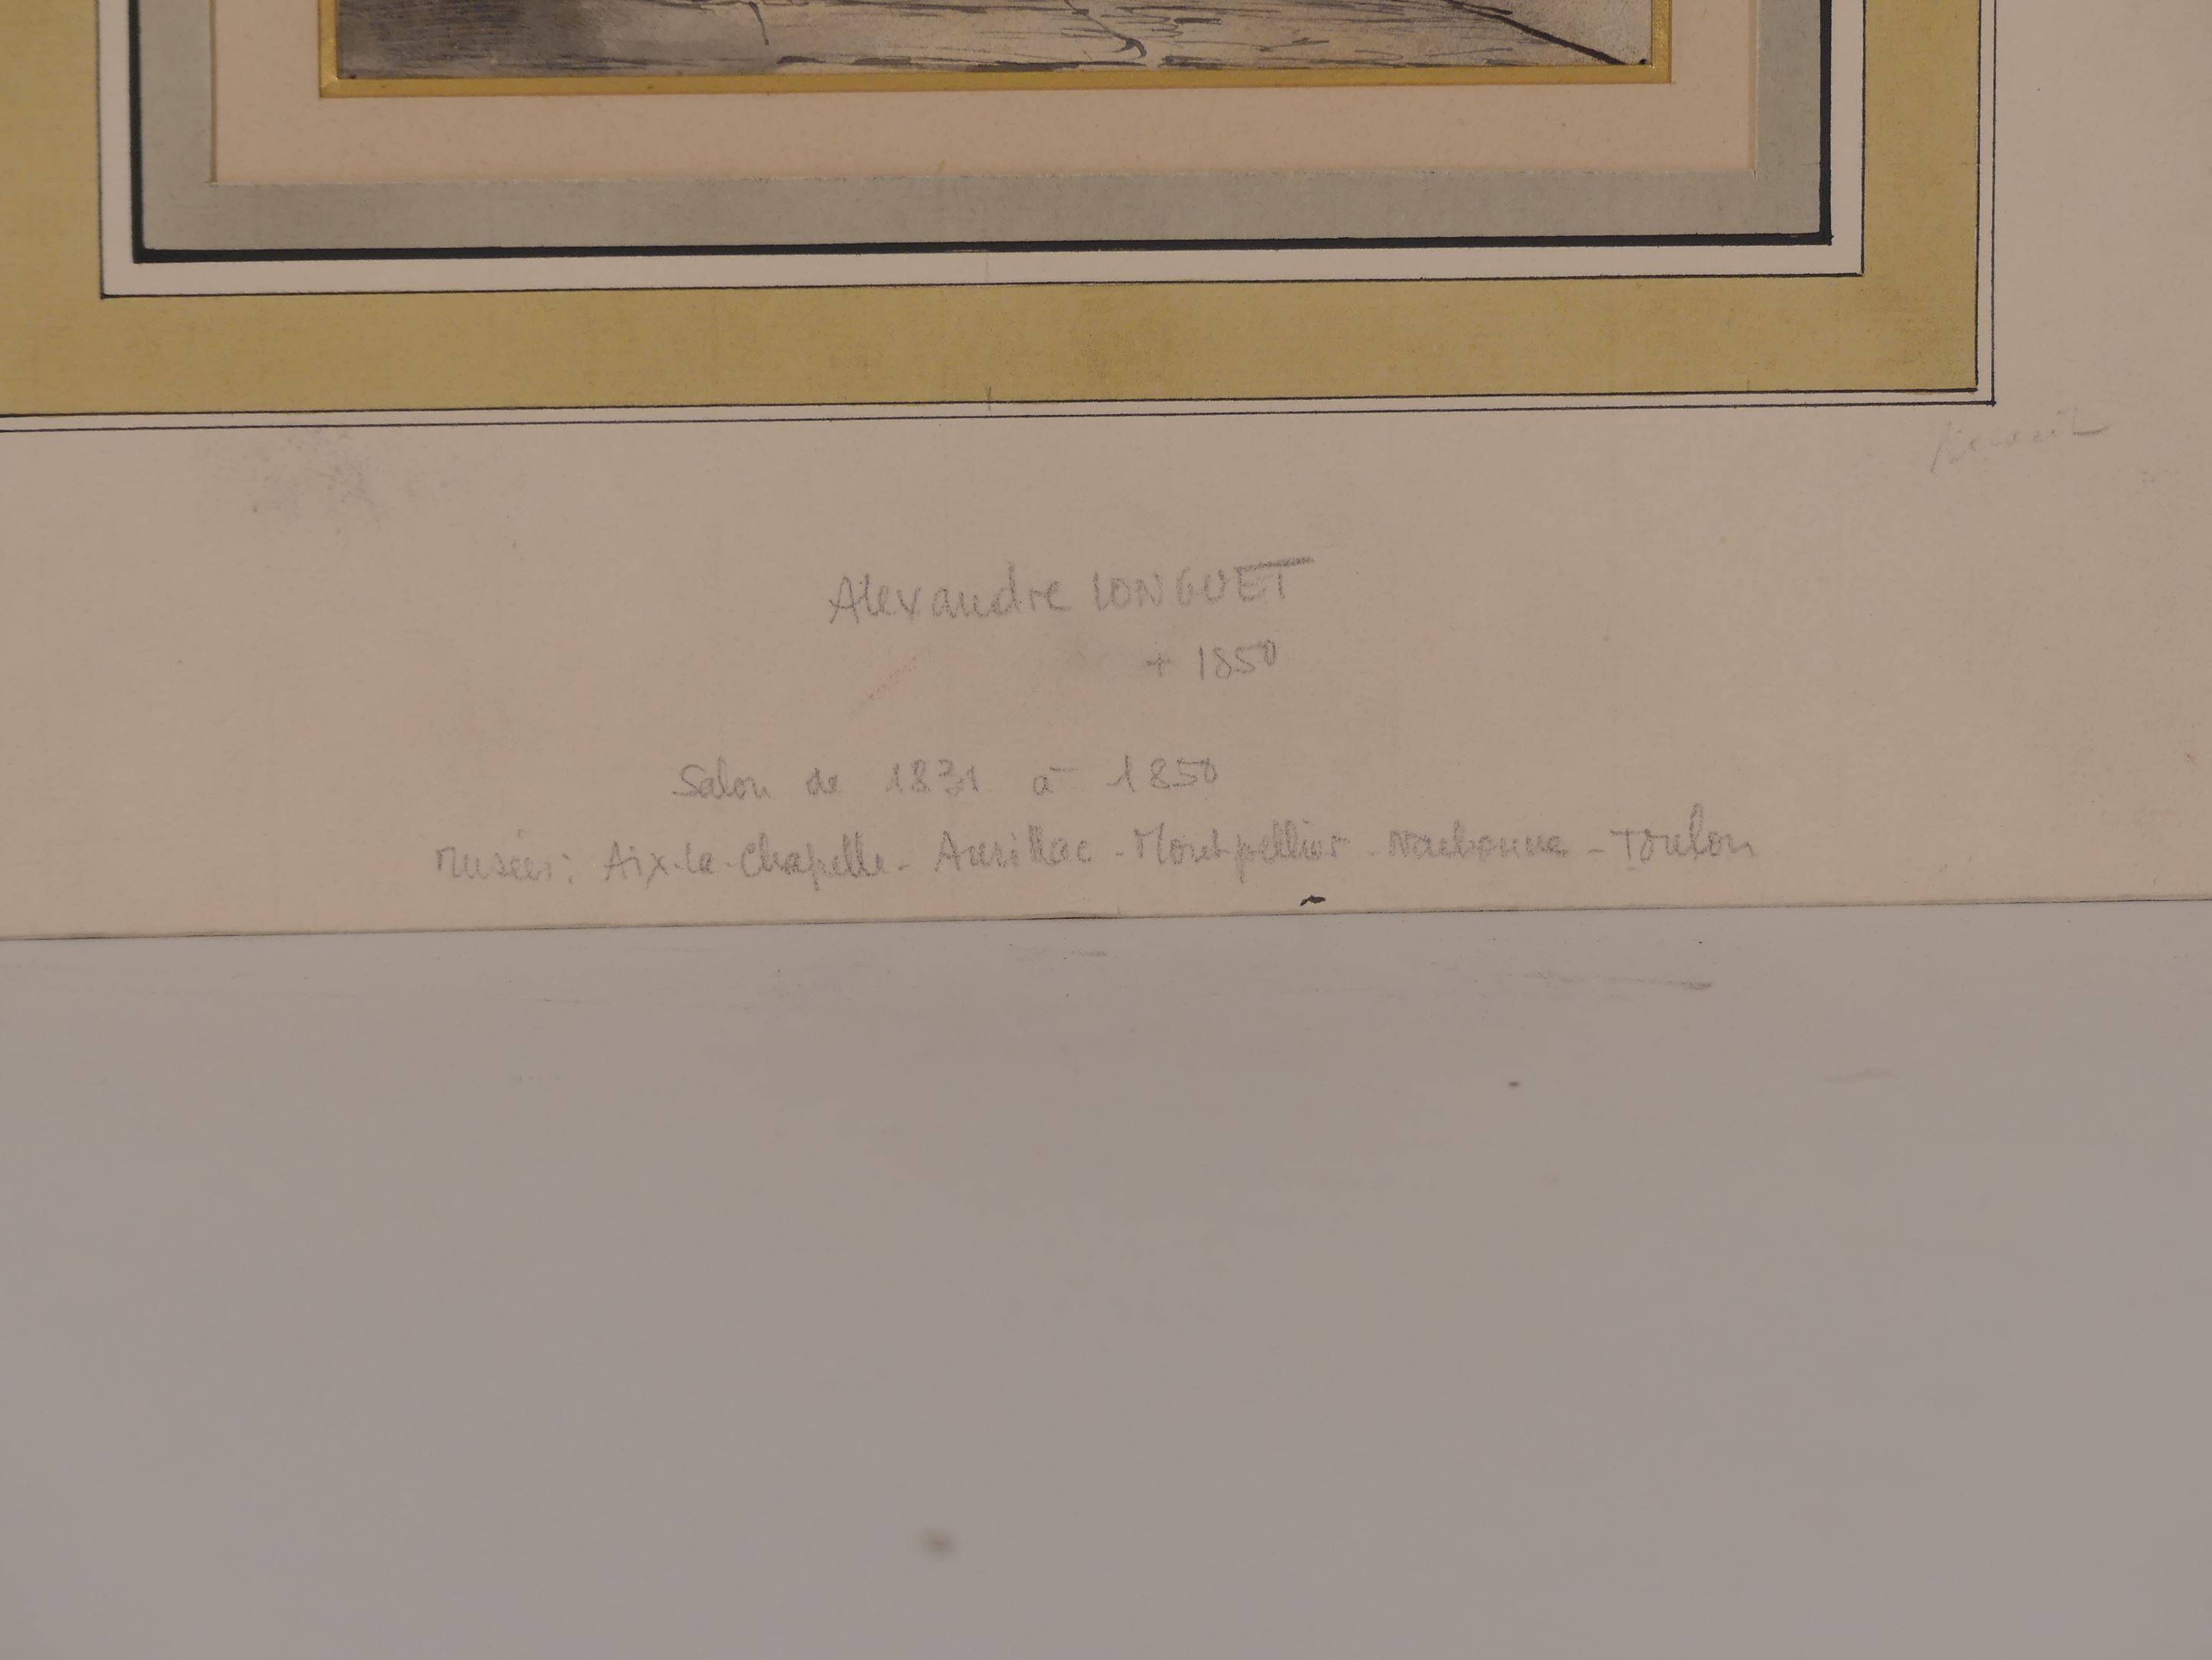 Alexandre LONGUET
+ 1850
Salon de 1831 à 1850
Musées: Aix-la-Chapelle - Aurillac - Montpellier - Narbonne - Toulon